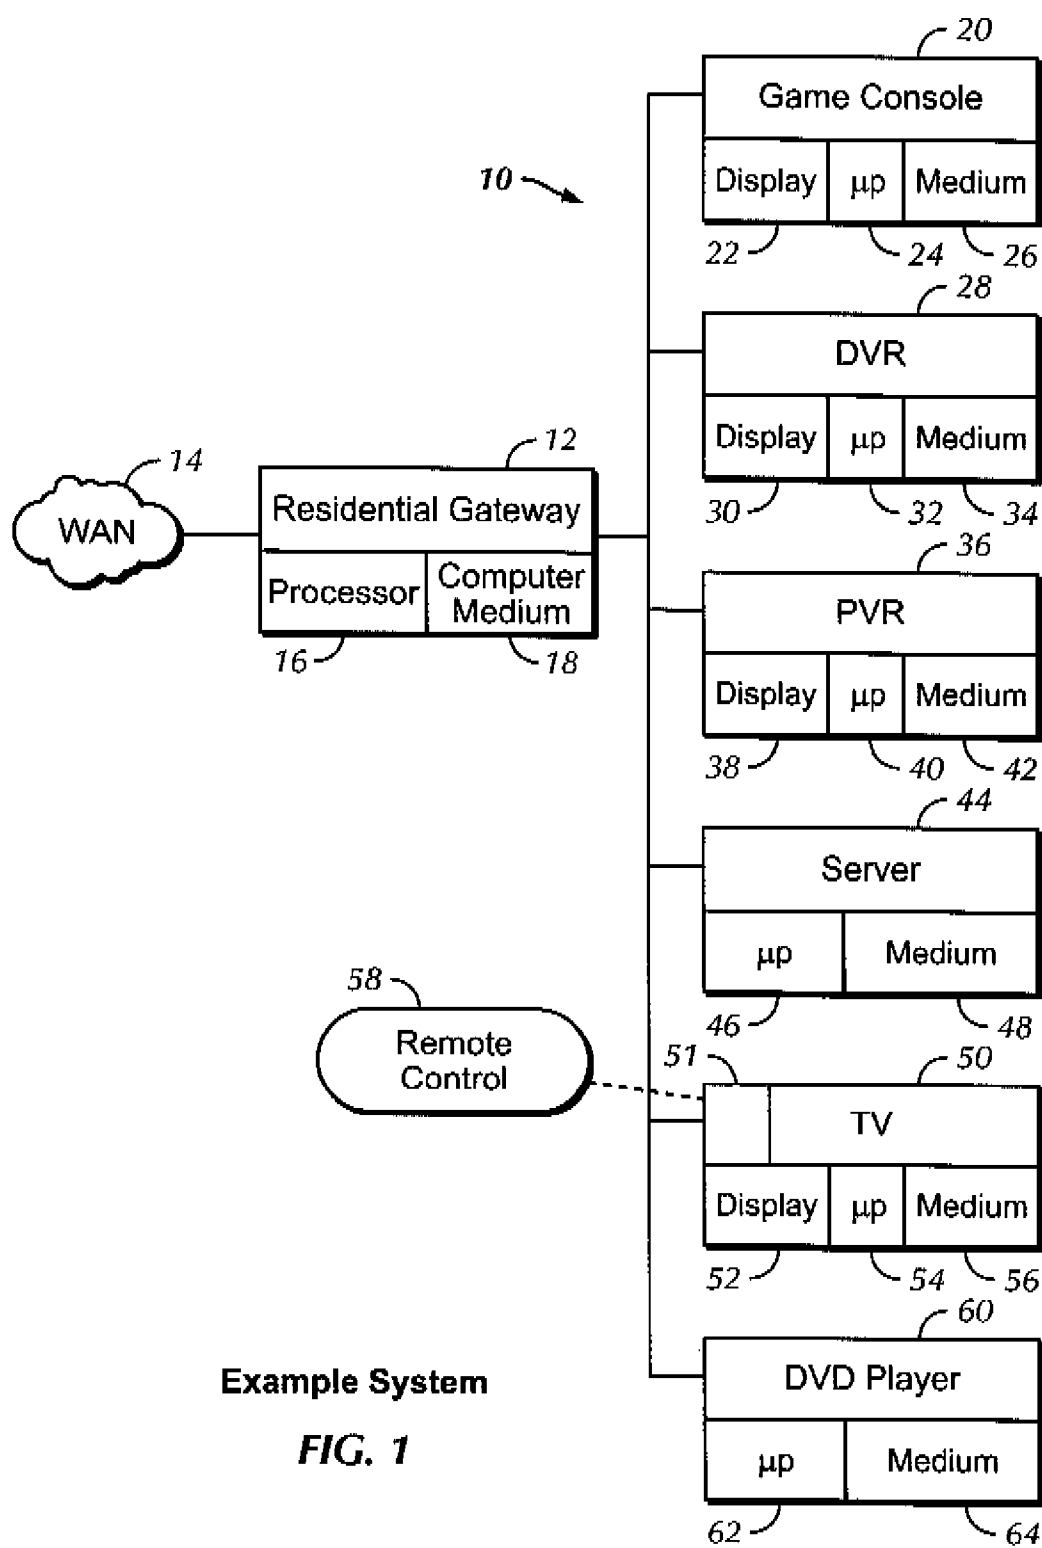 20
Game Console
10
Display μp Medium
22 24 26
28
DVR
Display μp Medium
30 32 34
14
12
WAN
Residential Gateway
Processor
Computer
Medium
16 18
36
PVR
Display μp Medium
38 40 42
44
Server
μp Medium
46 48
58
Remote
Control
51 50
TV
Display μp Medium
52 54 56
60
DVD Player
μp Medium
62 64
Example System
FIG. 1